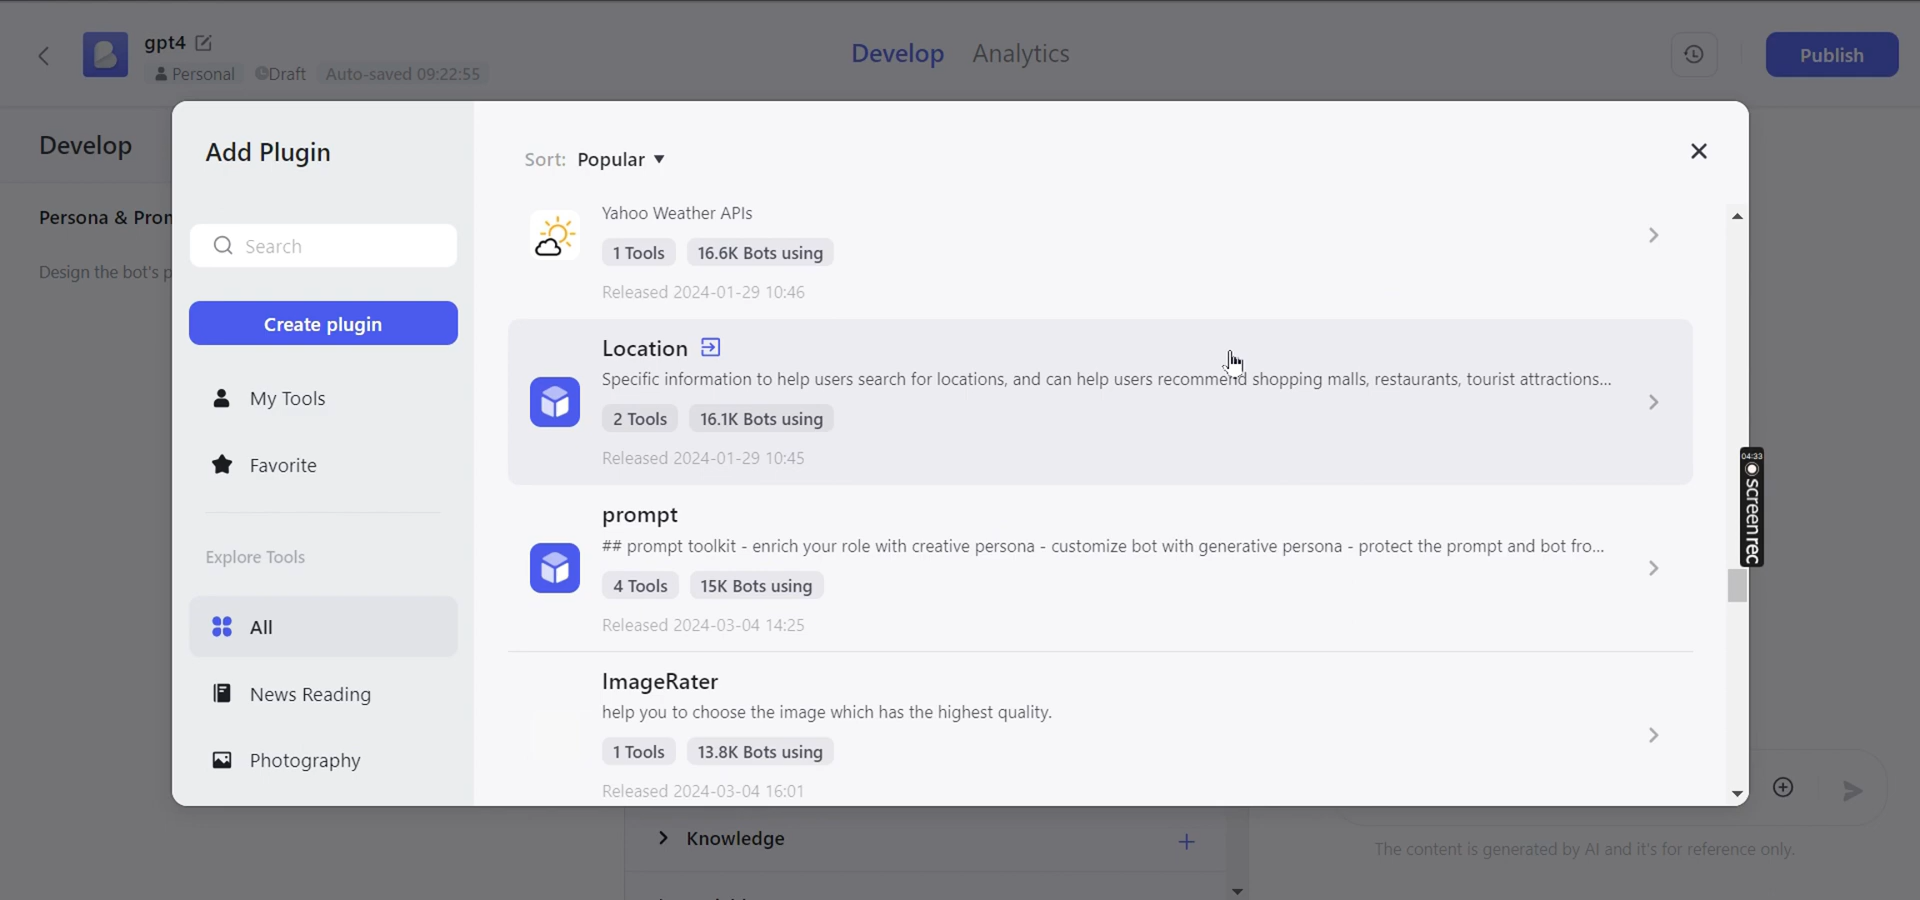 gpt4
Personal Draft Auto-saved 09:22:55
Develop Analytics
Publish
Develop
Persona & Pron
Design the bot's p
Add Plugin
Search
Create plugin
My Tools
Favorite
Explore Tools
All
News Reading
Photography
Sort: Popular
Yahoo Weather APIs
1 Tools 16.6K Bots using
Released 2024-01-29 10:46
Location
Specific information to help users search for locations, and can help users recommend shopping malls, restaurants, tourist attractions...
2 Tools 16.1K Bots using
Released 2024-01-29 10:45
prompt
## prompt toolkit - enrich your role with creative persona - customize bot with generative persona - protect the prompt and bot fro...
4 Tools 15K Bots using
Released 2024-03-04 14:25
ImageRater
help you to choose the image which has the highest quality.
1 Tools 13.8K Bots using
Released 2024-03-04 16:01
04:33
screenrec
Knowledge
The content is generated by AI and it's for reference only.